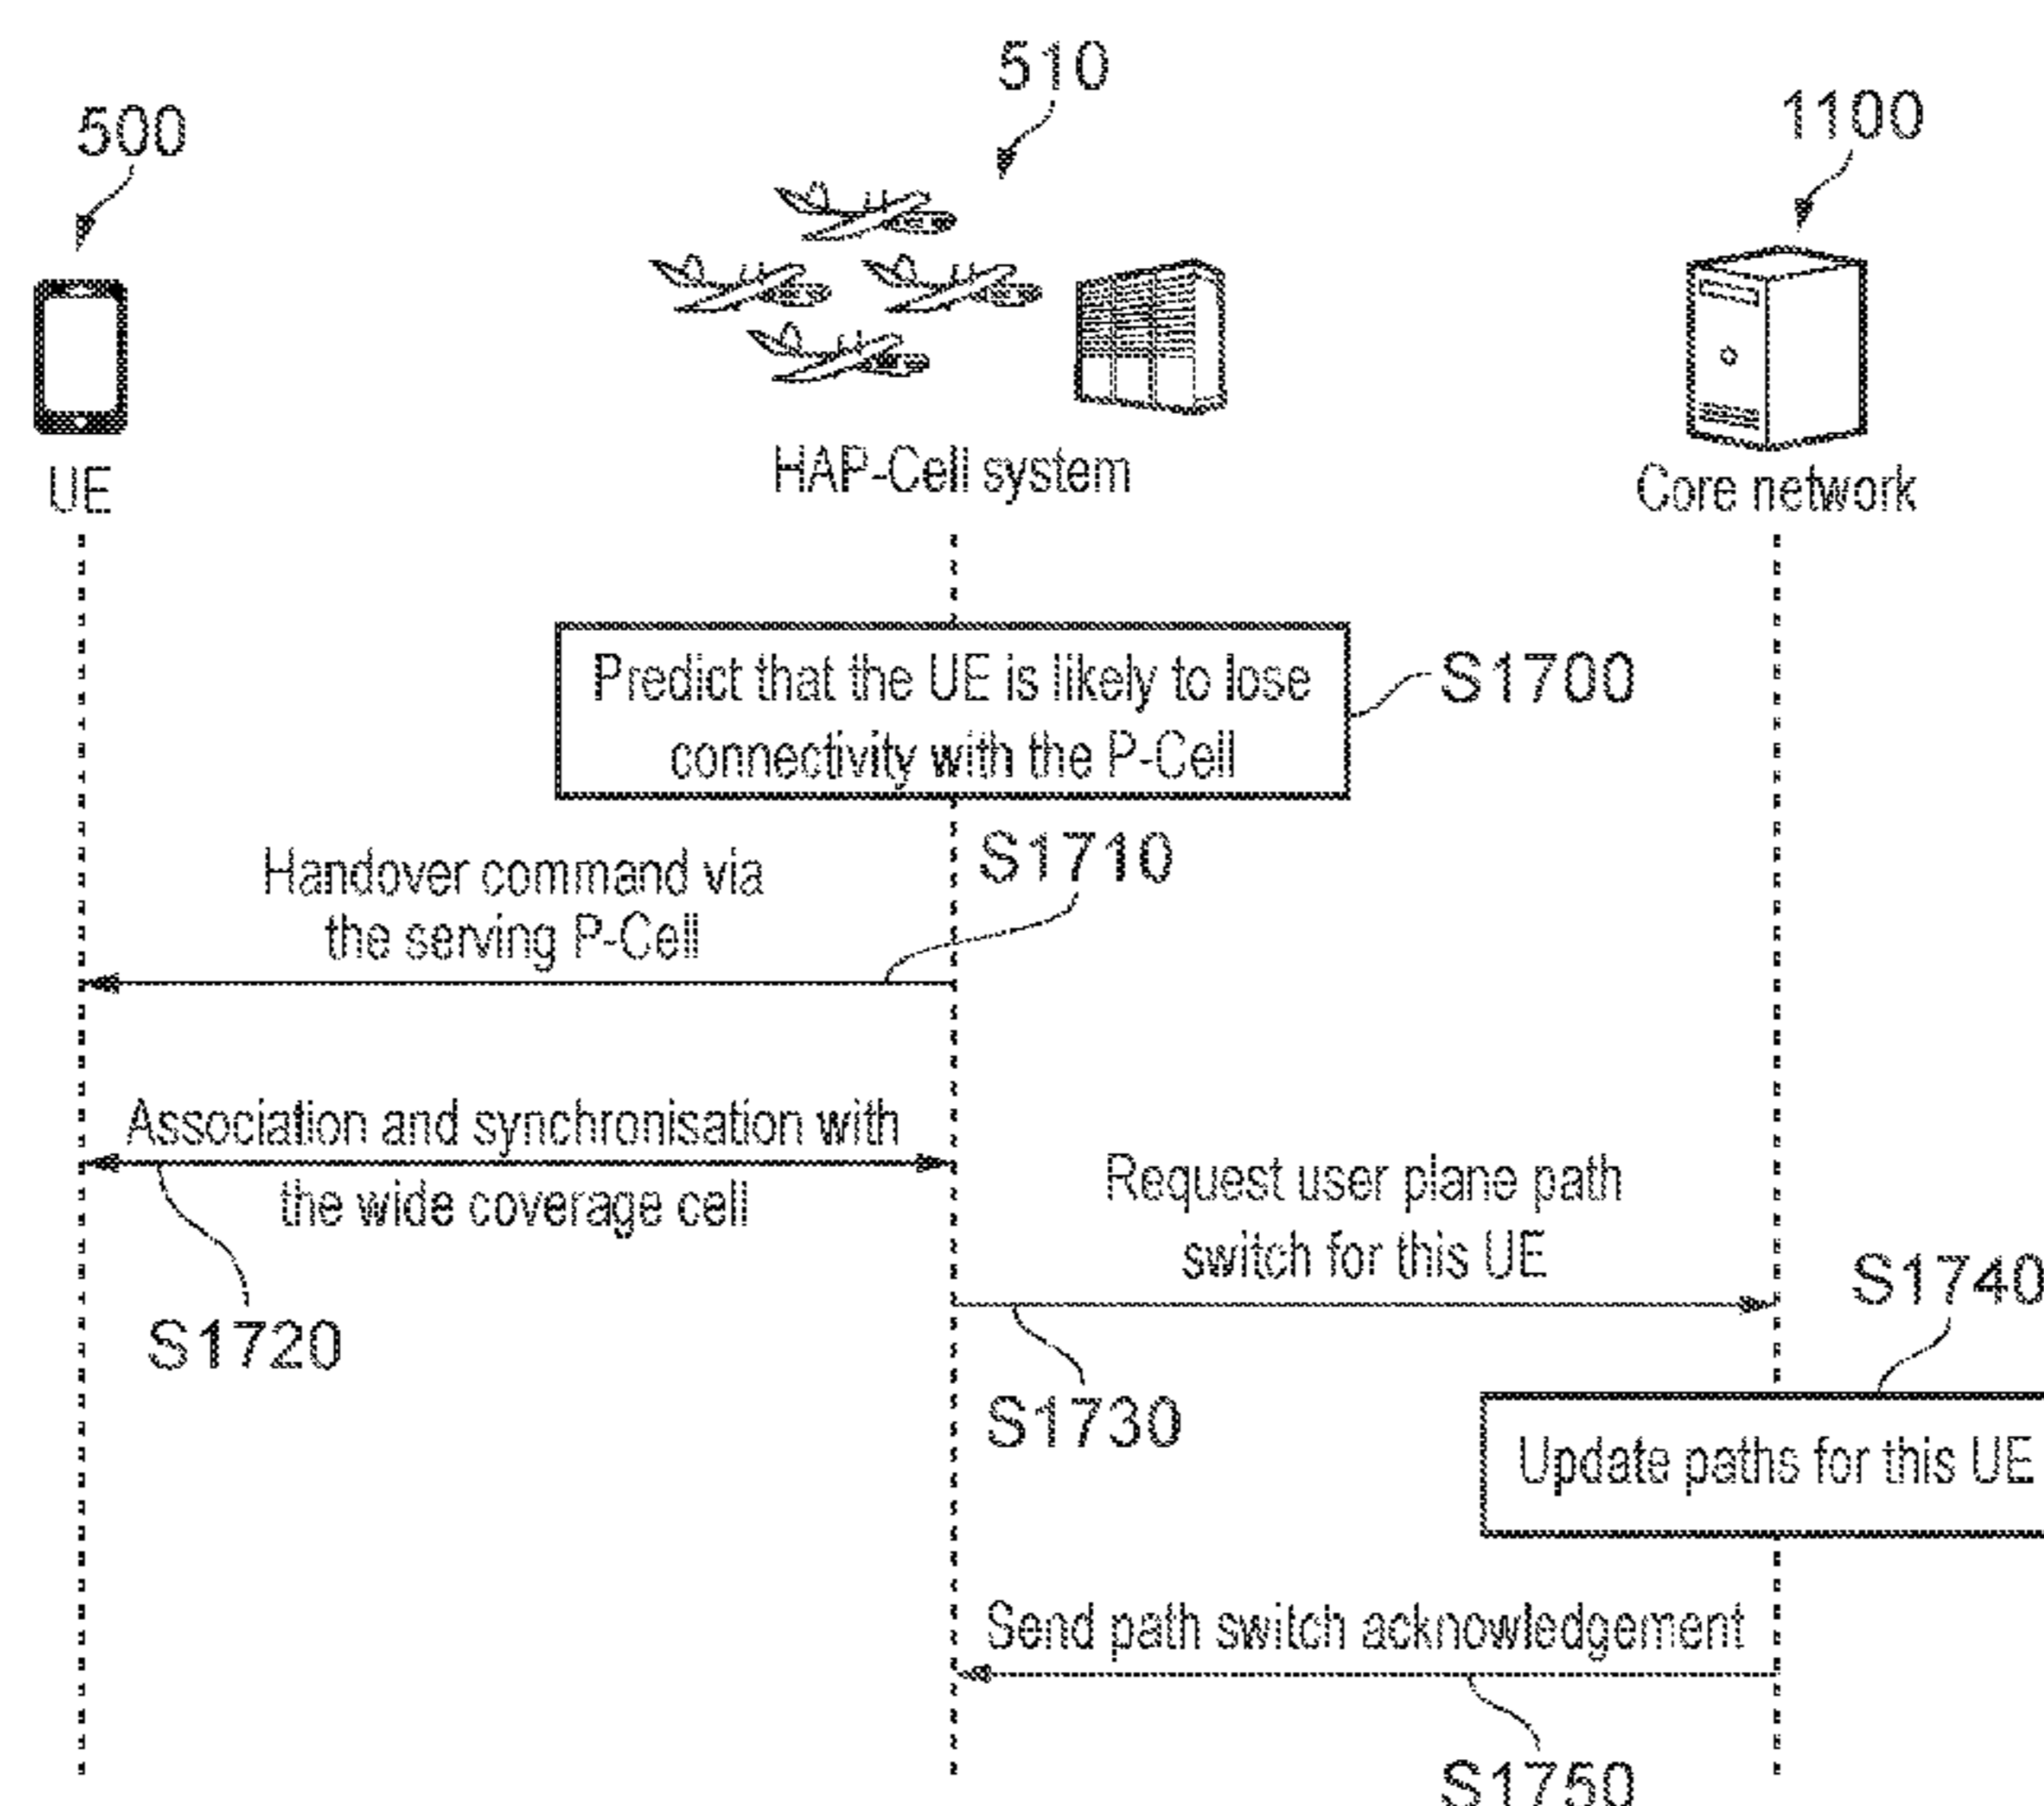 510
500
1100
UE
HAP-Cell system
Core network
Predict that the UE is likely to lose
connectivity with the P-Cell
S1700
S1710
Handover command via
the serving P-Cell
Association and synchronisation with
the wide coverage cell
S1720
Request user plane path
switch for this UE
S1730
S1740
Update paths for this UE
Send path switch acknowledgement
S1750